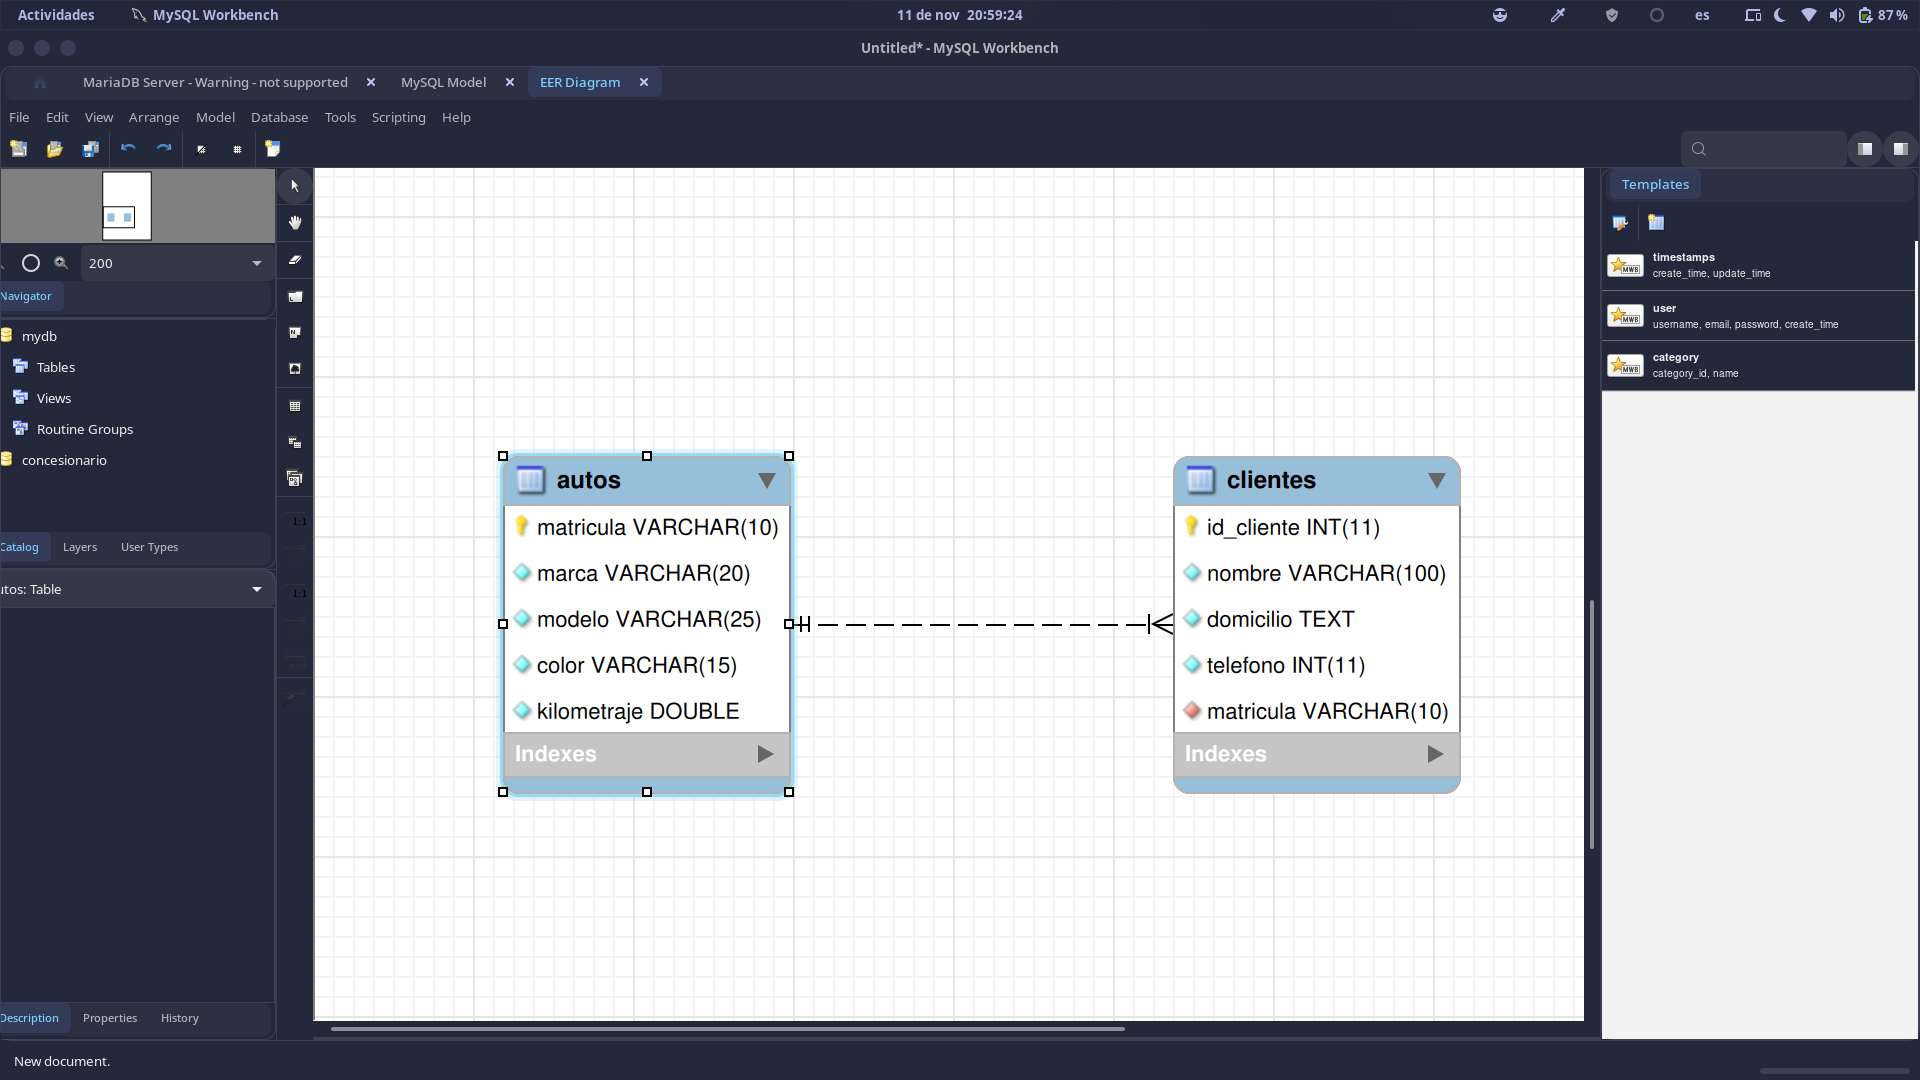 Actividades
MySQL Workbench
11 de nov 20:59:24
es
87 %
Untitled* - MySQL Workbench
MariaDB Server - Warning - not supported
MySQL Model
EER Diagram
File Edit View Arrange Model Database Tools Scripting Help
200
Navigator
mydb
Tables
Views
Routine Groups
concesionario
Catalog Layers User Types
utos: Table
Description Properties History
New document.
1:1
1:1
autos
matricula VARCHAR(10)
marca VARCHAR(20)
modelo VARCHAR(25)
color VARCHAR(15)
kilometraje DOUBLE
Indexes
clientes
id_cliente INT(11)
nombre VARCHAR(100)
domicilio TEXT
telefono INT(11)
matricula VARCHAR(10)
Indexes
Templates
MWB
timestamps
create_time, update_time
MWB
user
username, email, password, create_time
MWB
category
category_id, name